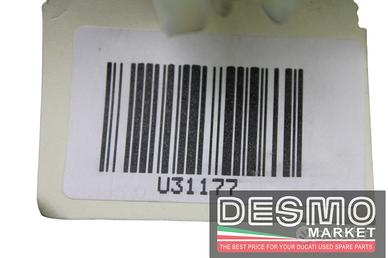 U31177
DESMO
MARKET
THE BEST PRICE FOR YOUR DUCATI USED SPARE PARTS